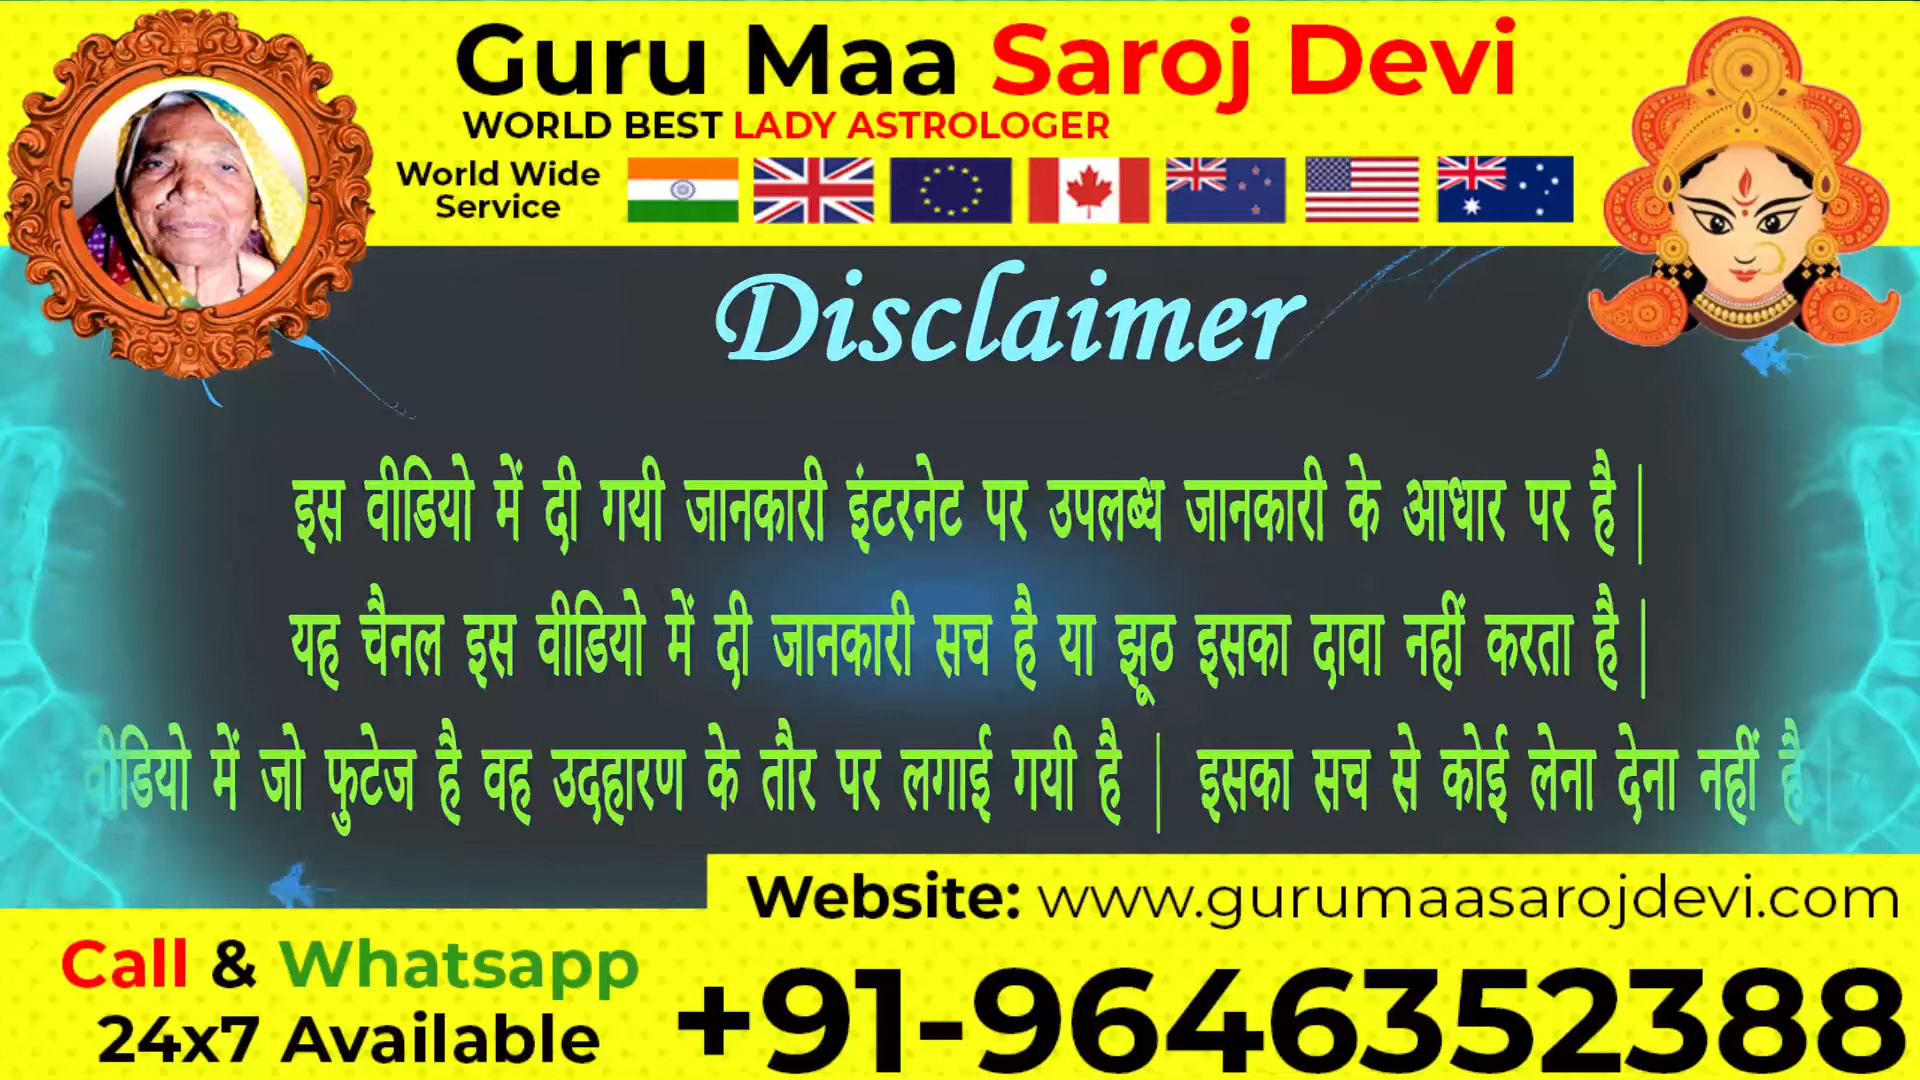 Guru Maa Saroj Devi
WORLD BEST LADY ASTROLOGER
World Wide
Service
Disclaimer
इस वीडियो में दी गयी जानकारी इंटरनेट पर उपलब्ध जानकारी के आधार पर है |
यह चैनल इस वीडियो में दी जानकारी सच है या झूठ इसका दावा नहीं करता है |
वीडियो में जो फुटेज है वह उदहारण के तौर पर लगाई गयी है | इसका सच से कोई लेना देना नहीं है |
Website: www.gurumaasarojdevi.com
Call & Whatsapp
24x7 Available
+91-9646352388